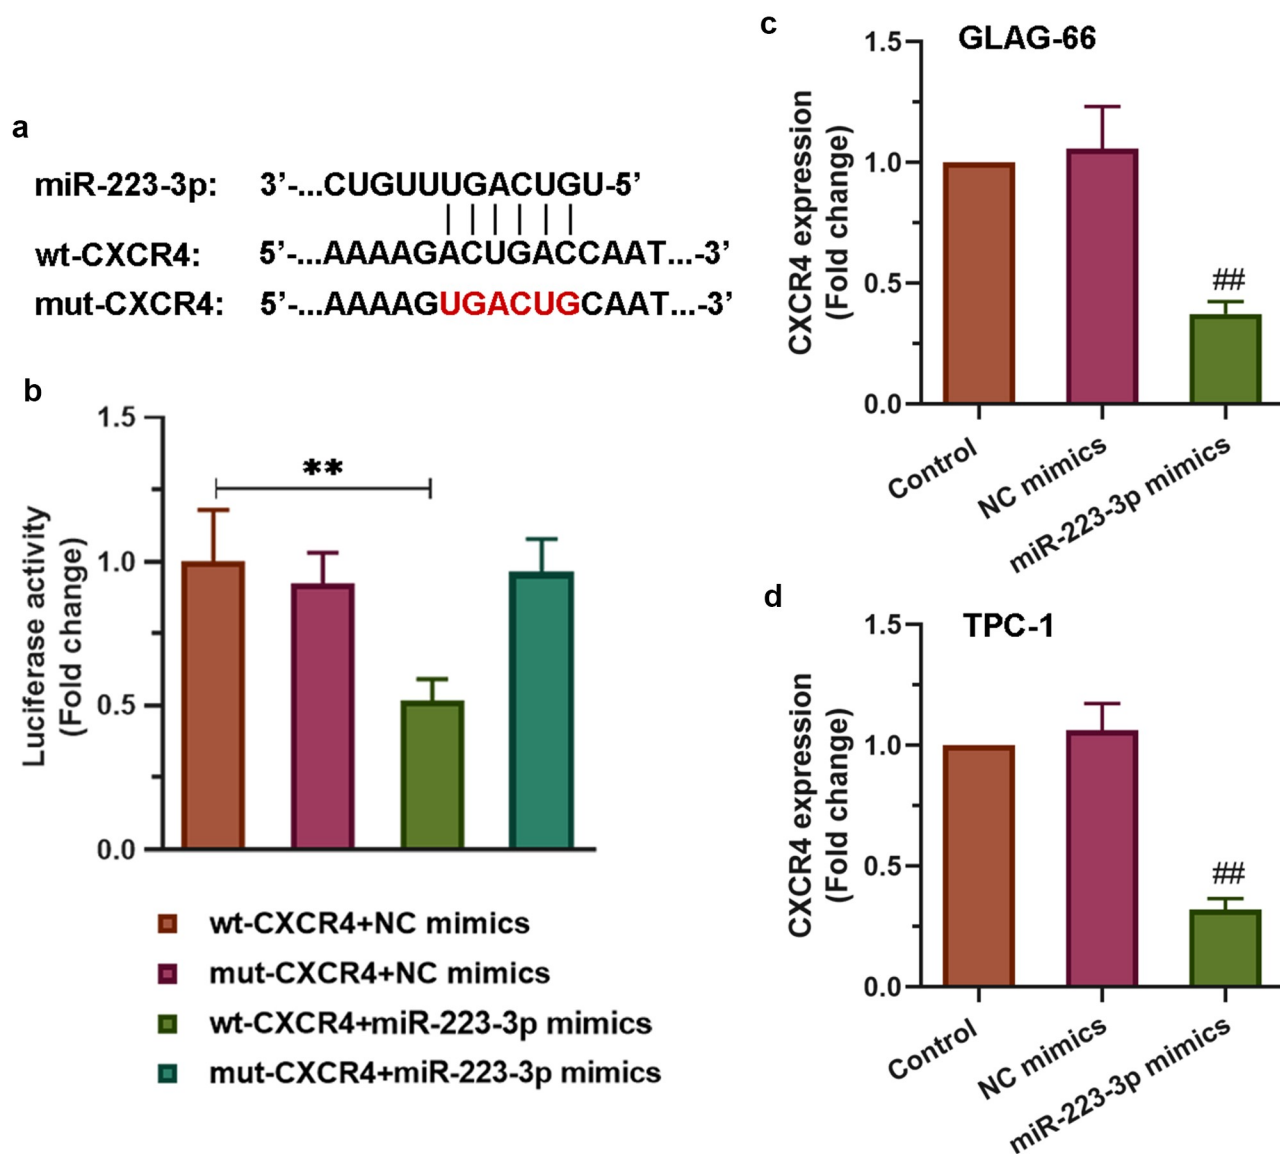 a
miR-223-3p: 3’-...CUGUUUGACUGU-5’
wt-CXCR4: 5’-...AAAAGACUGACCAAT...-3’
mut-CXCR4: 5’-...AAAAGUGACUGCAAT...-3’
b
Luciferase activity
(Fold change)
1.5
1.0
0.5
0.0
**
wt-CXCR4+NC mimics
mut-CXCR4+NC mimics
wt-CXCR4+miR-223-3p mimics
mut-CXCR4+miR-223-3p mimics
c
GLAG-66
CXCR4 expression
(Fold change)
1.5
1.0
0.5
0.0
##
Control
NC mimics
miR-223-3p mimics
d
TPC-1
CXCR4 expression
(Fold change)
1.5
1.0
0.5
0.0
##
Control
NC mimics
miR-223-3p mimics